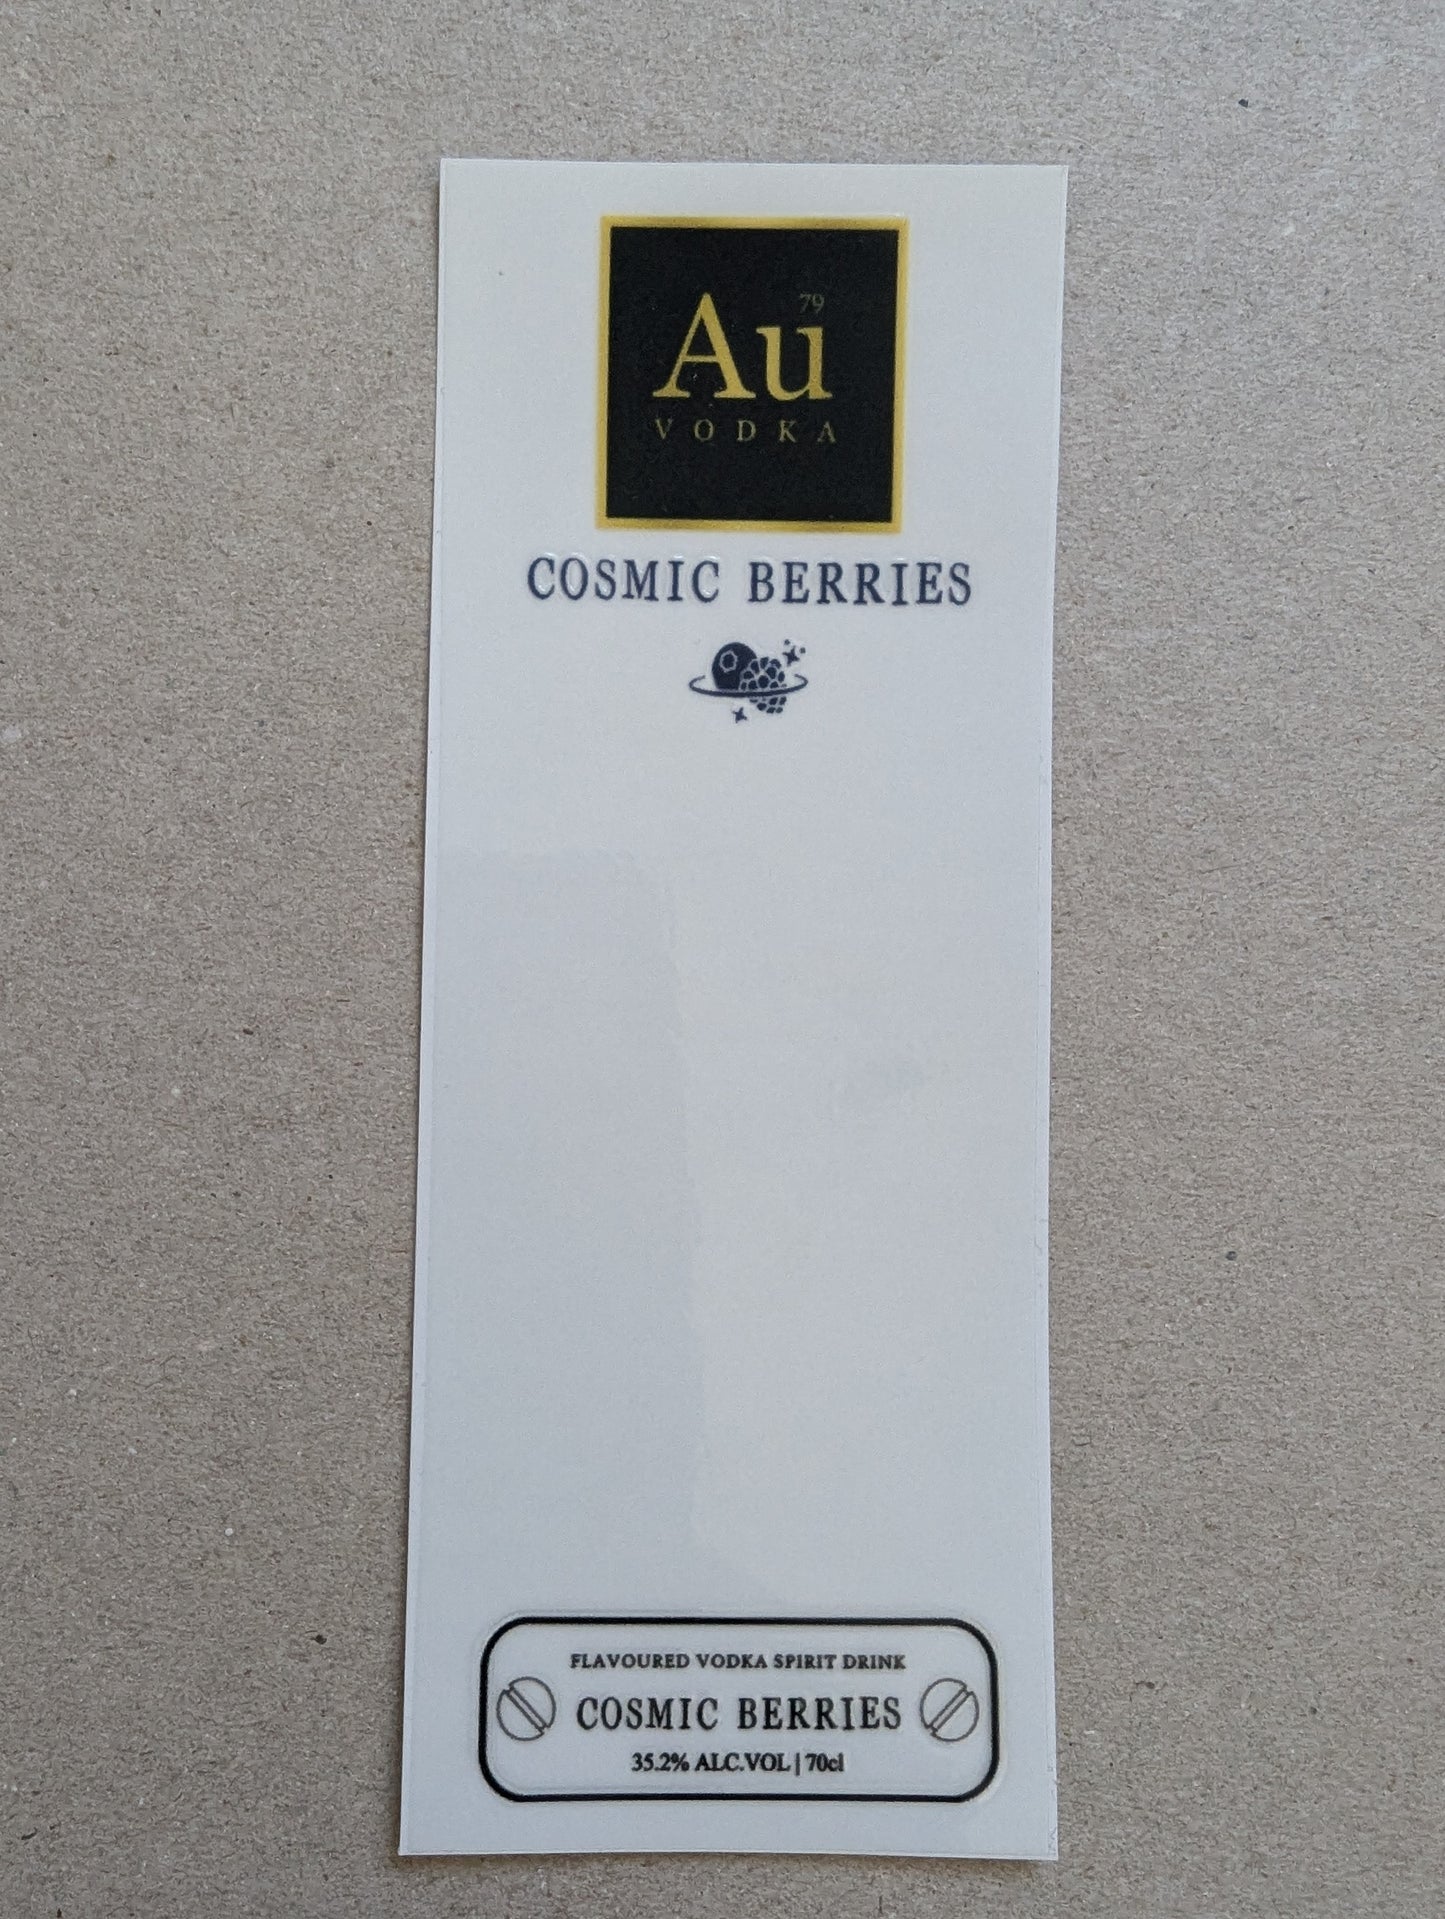 79
Au
VODKA
COSMIC BERRIES
FLAVOURED VODKA SPIRIT DRINK
COSMIC BERRIES
35.2% ALC.VOL | 70cl